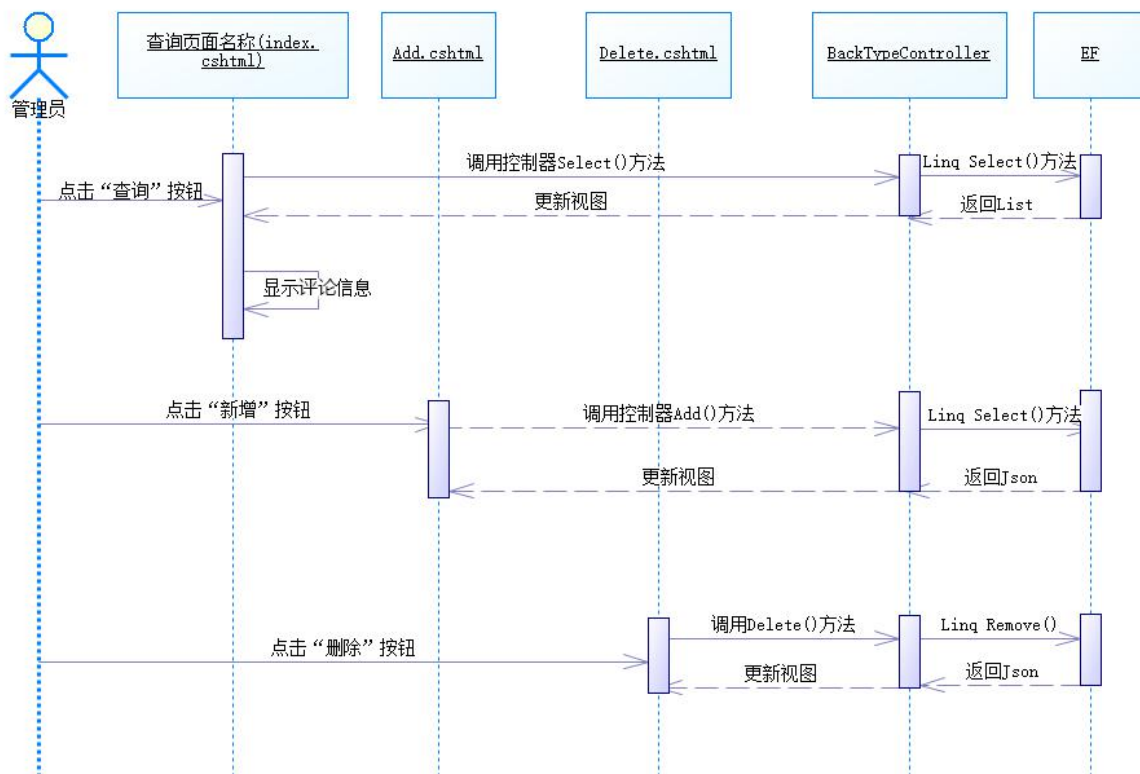 查询页面名称(index.
cshtml)
Add.cshtml
Delete.cshtml
BackTypeController
EF
管理员
调用控制器Select()方法
Linq Select()方法
点击“查询”按钮
更新视图
返回List
显示评论信息
点击“新增”按钮
调用控制器Add()方法
Linq Select()方法
更新视图
返回Json
调用Delete()方法
Linq Remove()
点击“删除”按钮
更新视图
返回Json